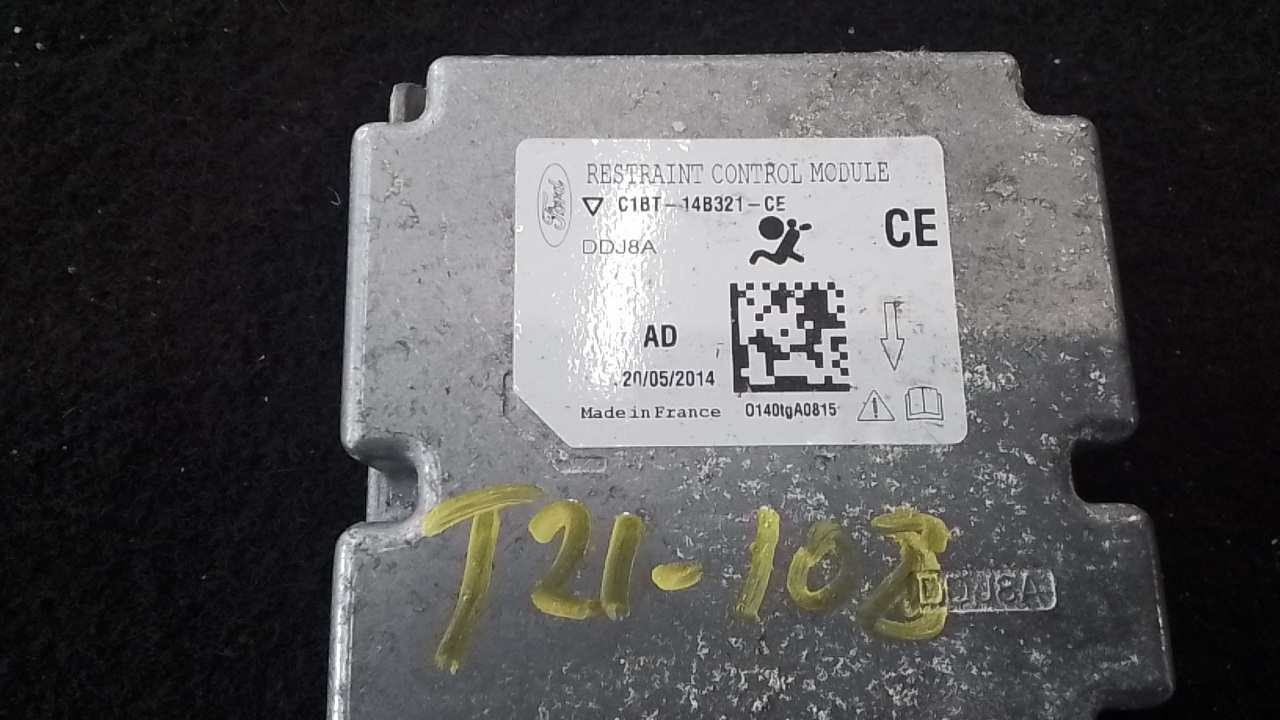 RESTRAINT CONTROL MODULE
Ford
C1BT-14B321-CE
DDJ8A
CE
AD
20/05/2014
Made in France
0140tgA0815
T21-103
DDJ8A